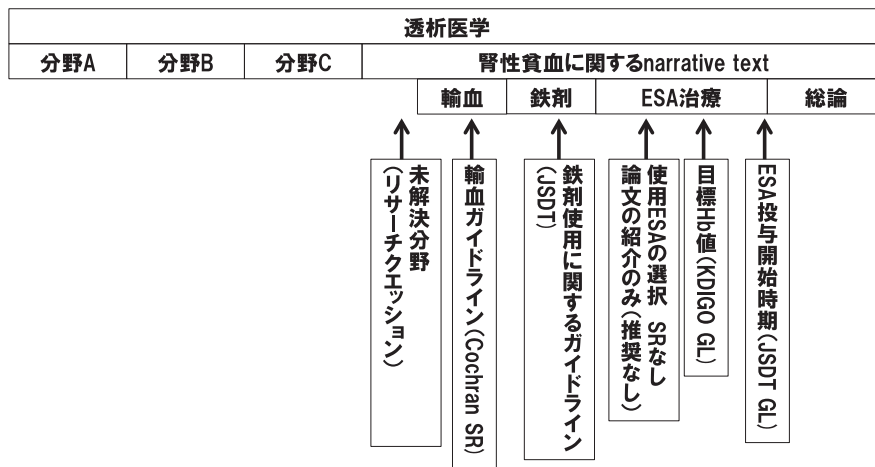 透析医学
分野A
分野B
分野C
腎性貧血に関するnarrative text
輸血
鉄剤
ESA治療
総論
未解決分野
(リサーチクエッション)
輸血ガイドライン(Cochran SR)
鉄剤使用に関するガイドライン
(JSDT)
使用ESAの選択 SRなし
論文の紹介のみ(推奨なし)
目標Hb値(KDIGO GL)
ESA投与開始時期(JSDT GL)